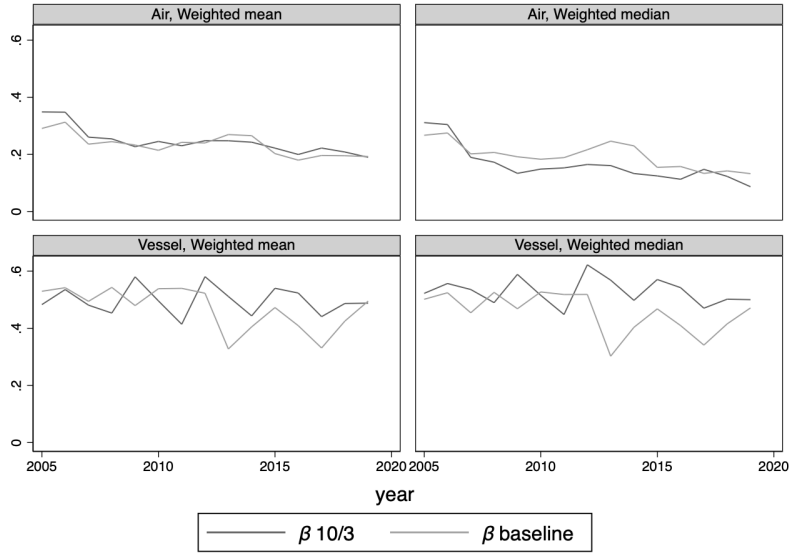 Air, Weighted mean
Air, Weighted median
.6
.4
.2
0
Vessel, Weighted mean
Vessel, Weighted median
.6
.4
.2
0
2005 2010 2015 2020 2005 2010 2015 2020
year
β 10/3 β baseline